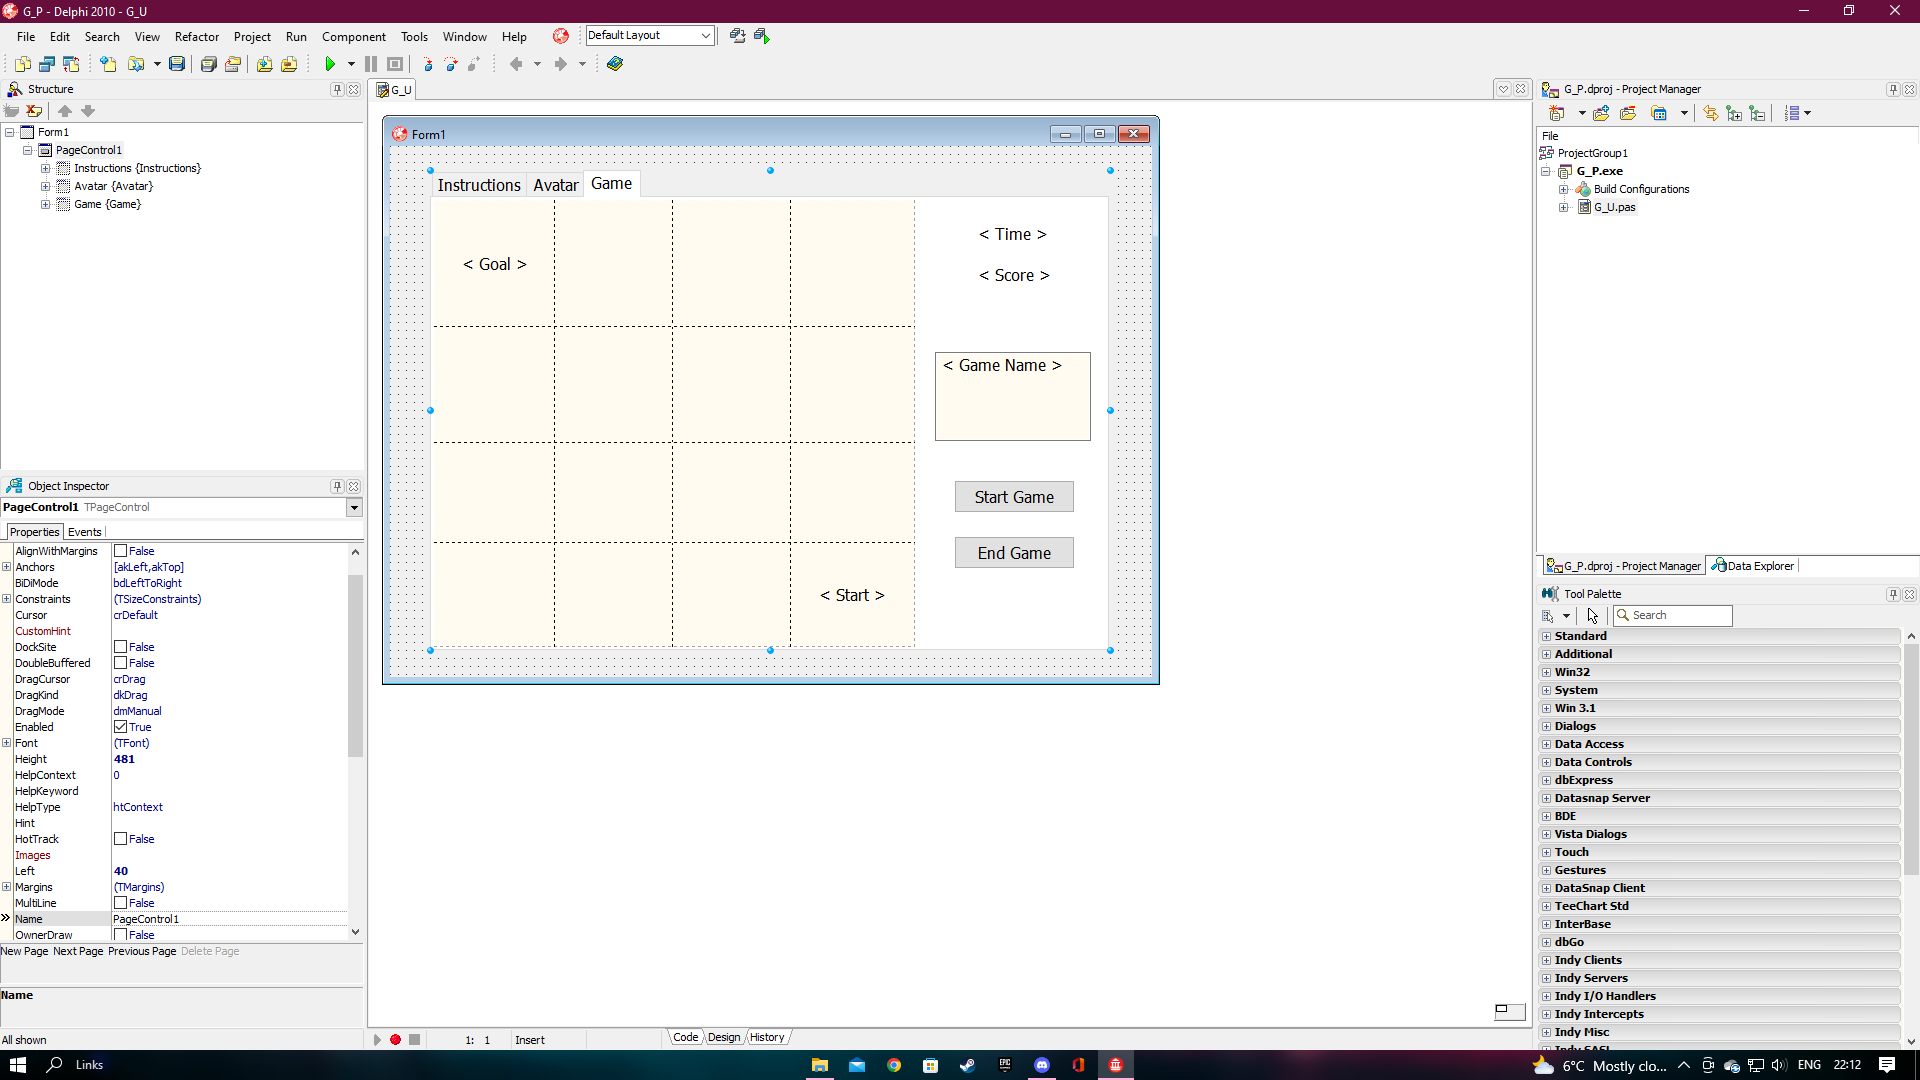 G_P - Delphi 2010 - G_U
File Edit Search View Refactor Project Run Component Tools Window Help Default Layout
Structure
Form1
PageControl1
Instructions {Instructions}
Avatar {Avatar}
Game {Game}
Object Inspector
PageControl1 TPageControl
Properties Events
AlignWithMargins False
Anchors [akLeft,akTop]
BiDiMode bdLeftToRight
Constraints (TSizeConstraints)
Cursor crDefault
CustomHint
DockSite False
DoubleBuffered False
DragCursor crDrag
DragKind dkDrag
DragMode dmManual
Enabled True
Font (TFont)
Height 481
HelpContext 0
HelpKeyword
HelpType htContext
Hint
HotTrack False
Images
Left 40
Margins (TMargins)
MultiLine False
Name PageControl1
OwnerDraw False
New Page Next Page Previous Page Delete Page
Name
All shown
G_U
Form1
Instructions Avatar Game
< Goal >
< Time >
< Score >
< Game Name >
Start Game
End Game
< Start >
1: 1 Insert
Code Design History
G_P.dproj - Project Manager
File
ProjectGroup1
G_P.exe
Build Configurations
G_U.pas
G_P.dproj - Project Manager Data Explorer
Tool Palette
Search
Standard
Additional
Win32
System
Win 3.1
Dialogs
Data Access
Data Controls
dbExpress
Datasnap Server
BDE
Vista Dialogs
Touch
Gestures
DataSnap Client
TeeChart Std
InterBase
dbGo
Indy Clients
Indy Servers
Indy I/O Handlers
Indy Intercepts
Indy Misc
Links
EPIC
6°C Mostly clo... ENG 22:12